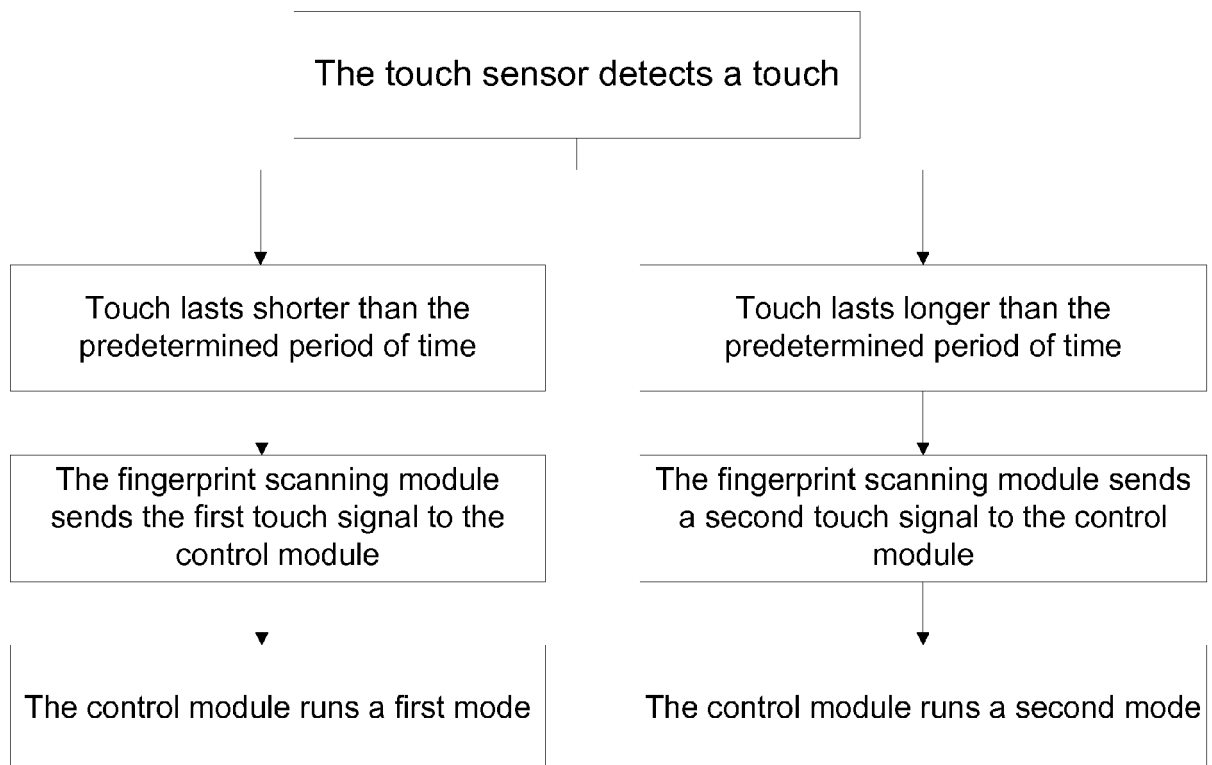 The touch sensor detects a touch
Touch lasts shorter than the
predetermined period of time
Touch lasts longer than the
predetermined period of time
The fingerprint scanning module
sends the first touch signal to the
control module
The fingerprint scanning module sends
a second touch signal to the control
module
The control module runs a first mode
The control module runs a second mode